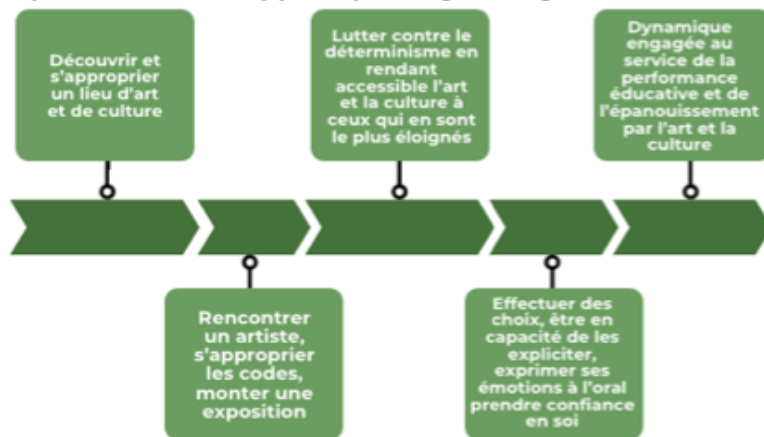 Découvrir et
s'approprier
un lieu d'art
et de culture
Rencontrer
un artiste,
s'approprier
les codes,
monter une
exposition
Lutter contre le
déterminisme en
rendant
accessible l'art
et la culture à
ceux qui en sont
le plus éloignés
Effectuer des
choix, être en
capacité de les
expliciter,
exprimer ses
émotions à l'oral
prendre confiance
en soi
Dynamique
engagée au
service de la
performance
éducative et de
l'épanouissement
par l'art et la
culture